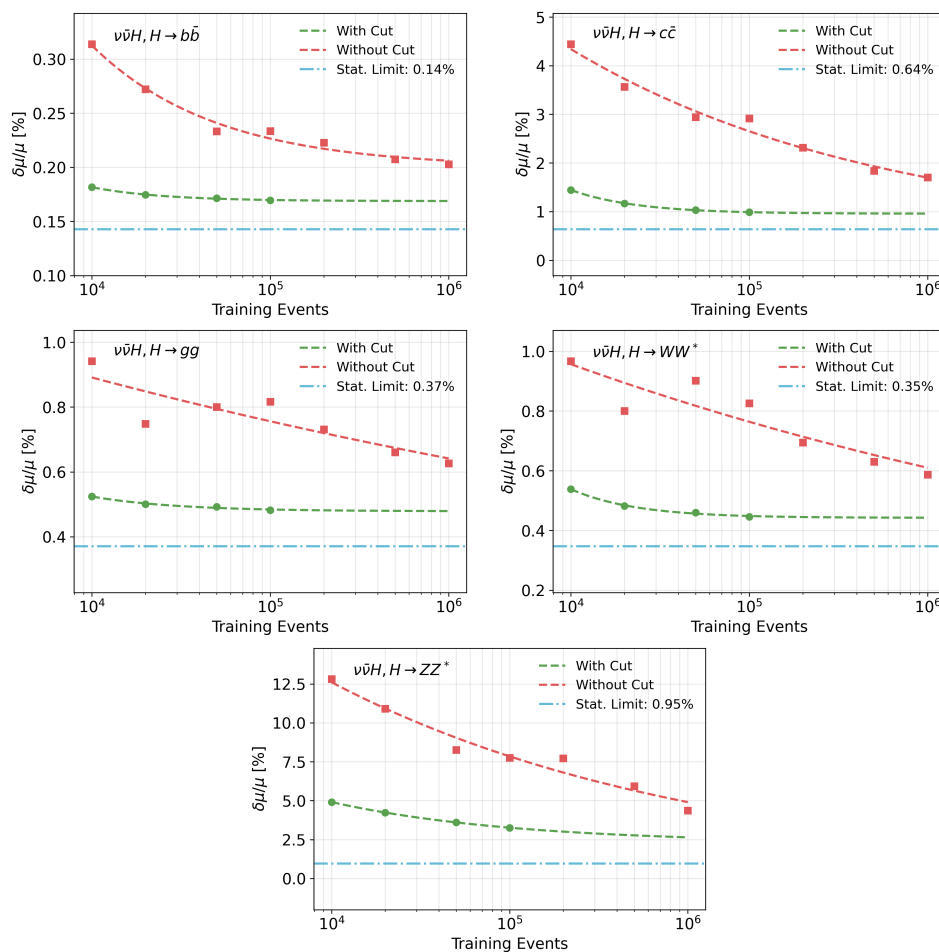 νν̄H, H → bb̄
With Cut
Without Cut
Stat. Limit: 0.14%
δμ/μ [%]
0.30
0.25
0.20
0.15
0.10
10⁴ 10⁵ 10⁶
Training Events
νν̄H, H → cc̄
With Cut
Without Cut
Stat. Limit: 0.64%
δμ/μ [%]
5
4
3
2
1
0
10⁴ 10⁵ 10⁶
Training Events
νν̄H, H → gg
With Cut
Without Cut
Stat. Limit: 0.37%
δμ/μ [%]
1.0
0.8
0.6
0.4
10⁴ 10⁵ 10⁶
Training Events
νν̄H, H → WW*
With Cut
Without Cut
Stat. Limit: 0.35%
δμ/μ [%]
1.0
0.8
0.6
0.4
0.2
10⁴ 10⁵ 10⁶
Training Events
νν̄H, H → ZZ*
With Cut
Without Cut
Stat. Limit: 0.95%
δμ/μ [%]
12.5
10.0
7.5
5.0
2.5
0.0
10⁴ 10⁵ 10⁶
Training Events